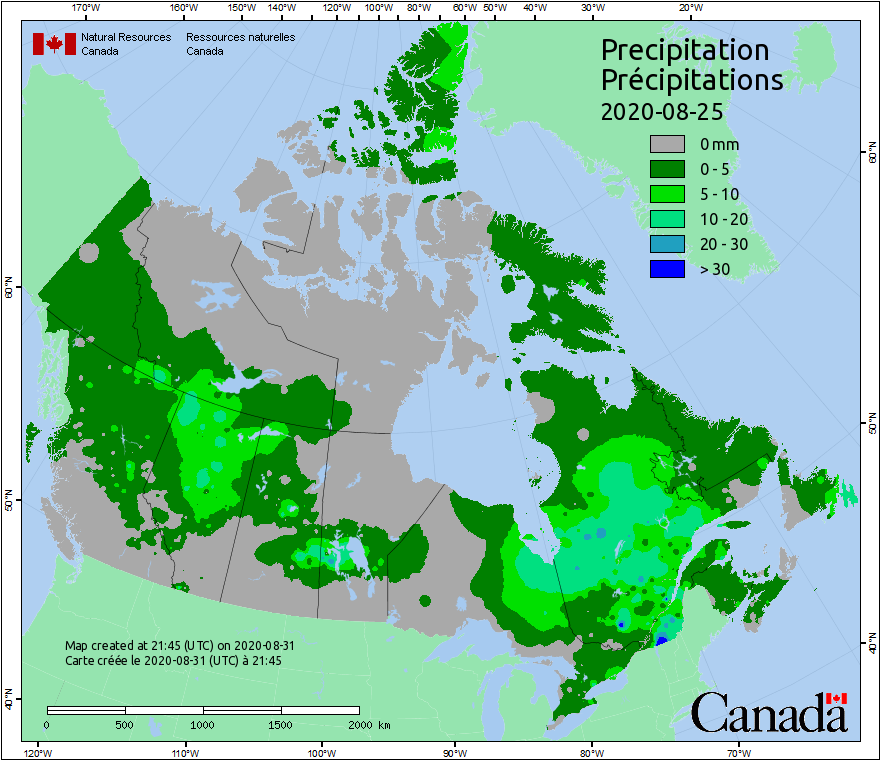 170°W 160°W 150°W 140°W 130°W 120°W 110°W 100°W 90°W 80°W 70°W 60°W 50°W 40°W 30°W 20°W
Natural Resources Ressources naturelles
Canada Canada
Precipitation
Précipitations
2020-08-25
0 mm
0 - 5
5 - 10
10 - 20
20 - 30
> 30
60°N
50°N
40°N
60°N
50°N
40°N
Map created at 21:45 (UTC) on 2020-08-31
Carte créée le 2020-08-31 (UTC) à 21:45
0 500 1000 1500 2000 km
Canada
120°W 110°W 100°W 90°W 80°W 70°W